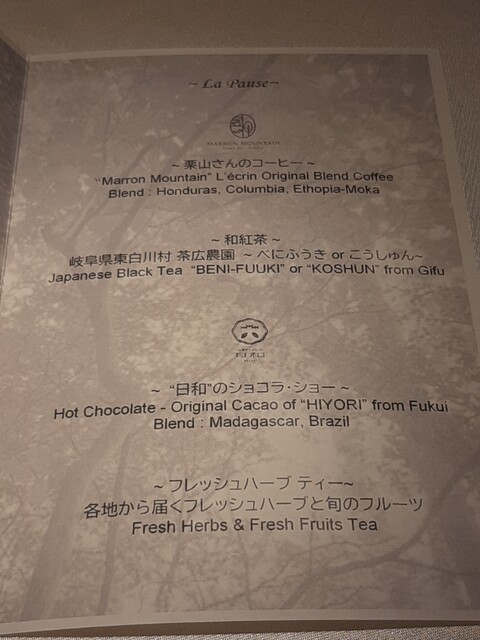 ~ La Pause~
MARRON MOUNTAIN
~ 栗山さんのコーヒー ~
"Marron Mountain" L'écrin Original Blend Coffee
Blend : Honduras, Columbia, Ethopia-Moka
~ 和紅茶 ~
岐阜県東白川村 茶広農園 ~ べにふうき or こうしゅん~
Japanese Black Tea "BENI-FUUKI" or "KOSHUN" from Gifu
~ "日和"のショコラ・ショー ~
Hot Chocolate - Original Cacao of "HIYORI" from Fukui
Blend : Madagascar, Brazil
~ フレッシュハーブ ティー~
各地から届くフレッシュハーブと旬のフルーツ
Fresh Herbs & Fresh Fruits Tea